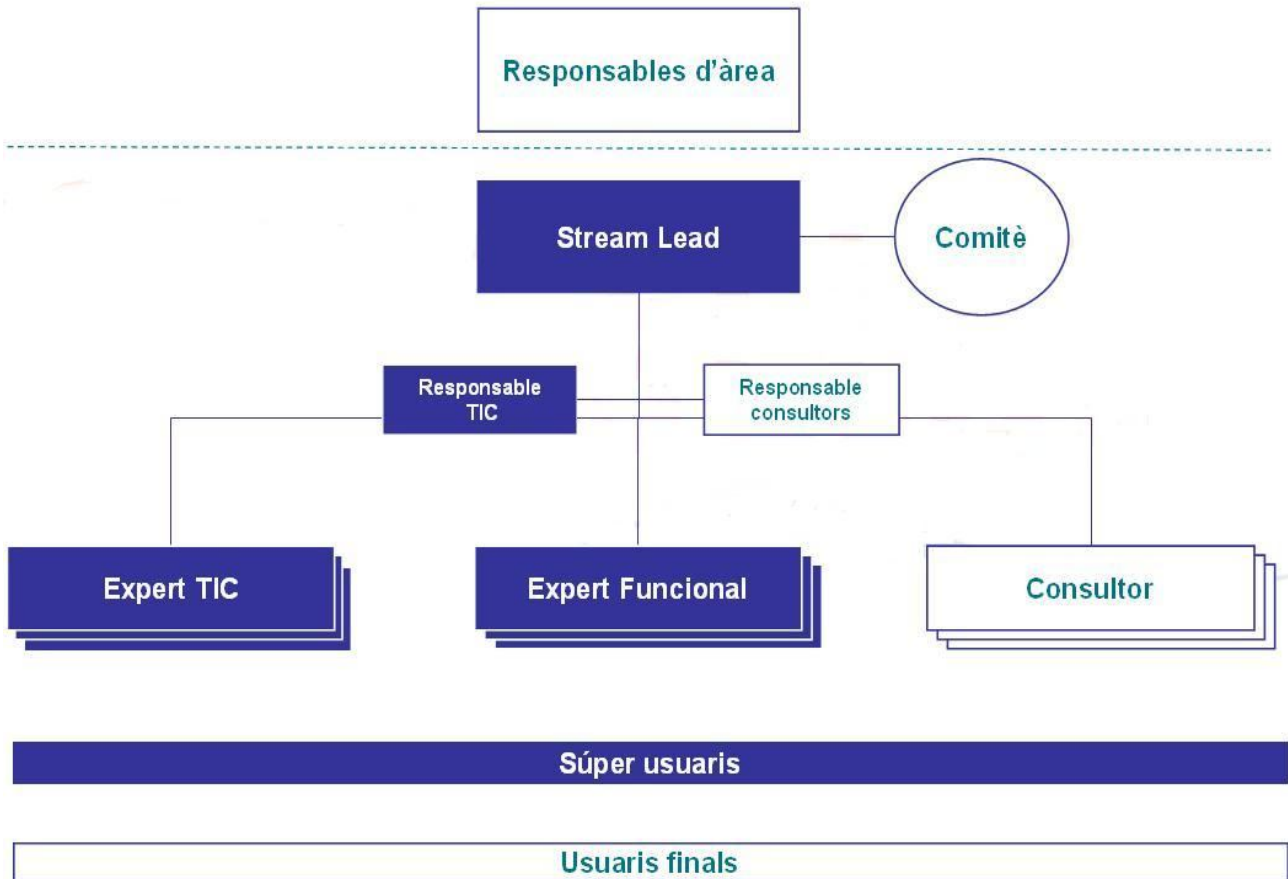 Responsables d'àrea
Stream Lead
Comitè
Responsable
TIC
Responsable
consultors
Expert TIC
Expert Funcional
Consultor
Súper usuaris
Usuaris finals